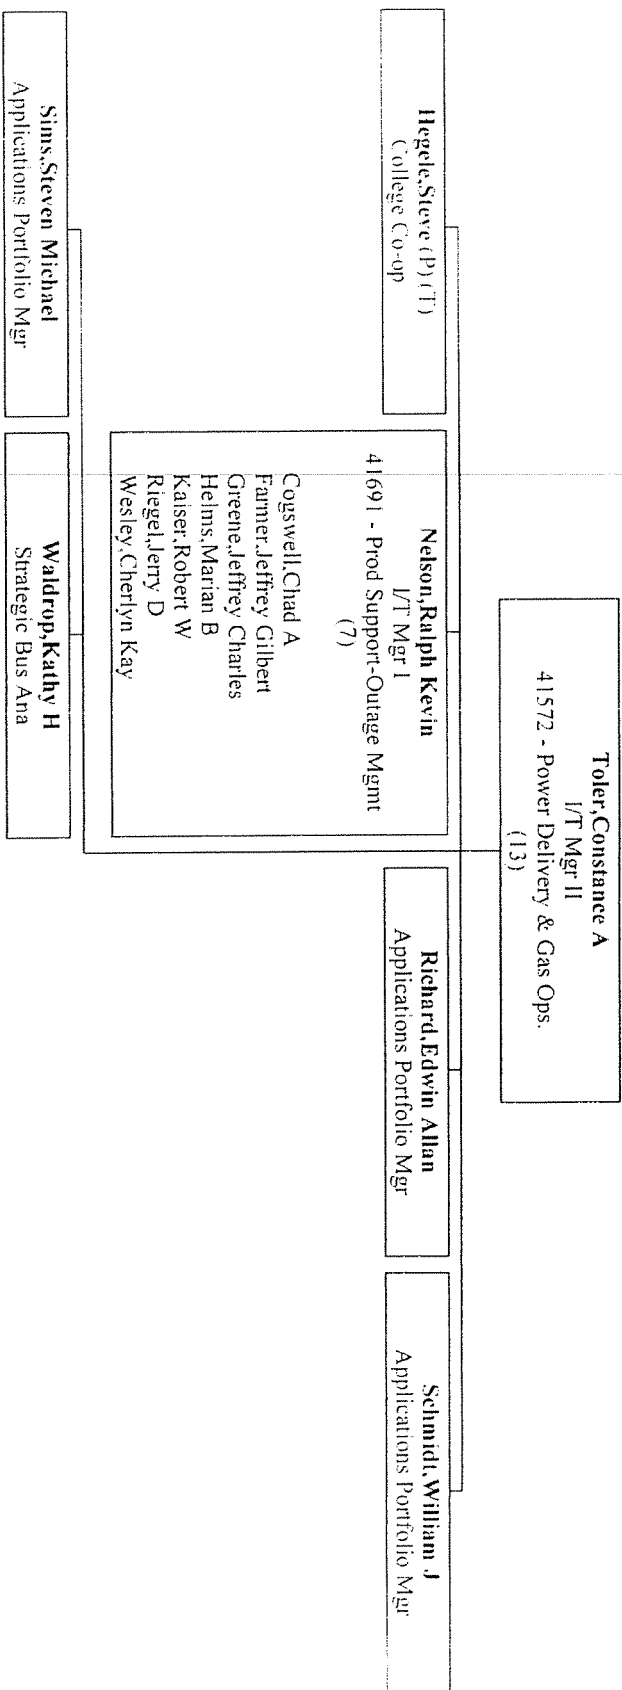 Toler,Constance A
I/T Mgr II
41572 - Power Delivery & Gas Ops.
(13)
Hegele,Steve (P) (T)
College Co-op
Nelson,Ralph Kevin
I/T Mgr I
41691 - Prod Support-Outage Mgmt
(7)
Cogswell,Chad A
Farmer,Jeffrey Gilbert
Greene,Jeffrey Charles
Helms,Marian B
Kaiser,Robert W
Riegel,Jerry D
Wesley,Cherlyn Kay
Richard,Edwin Allan
Applications Portfolio Mgr
Schmidt,William J
Applications Portfolio Mgr
Sims,Steven Michael
Applications Portfolio Mgr
Waldrop,Kathy H
Strategic Bus Ana